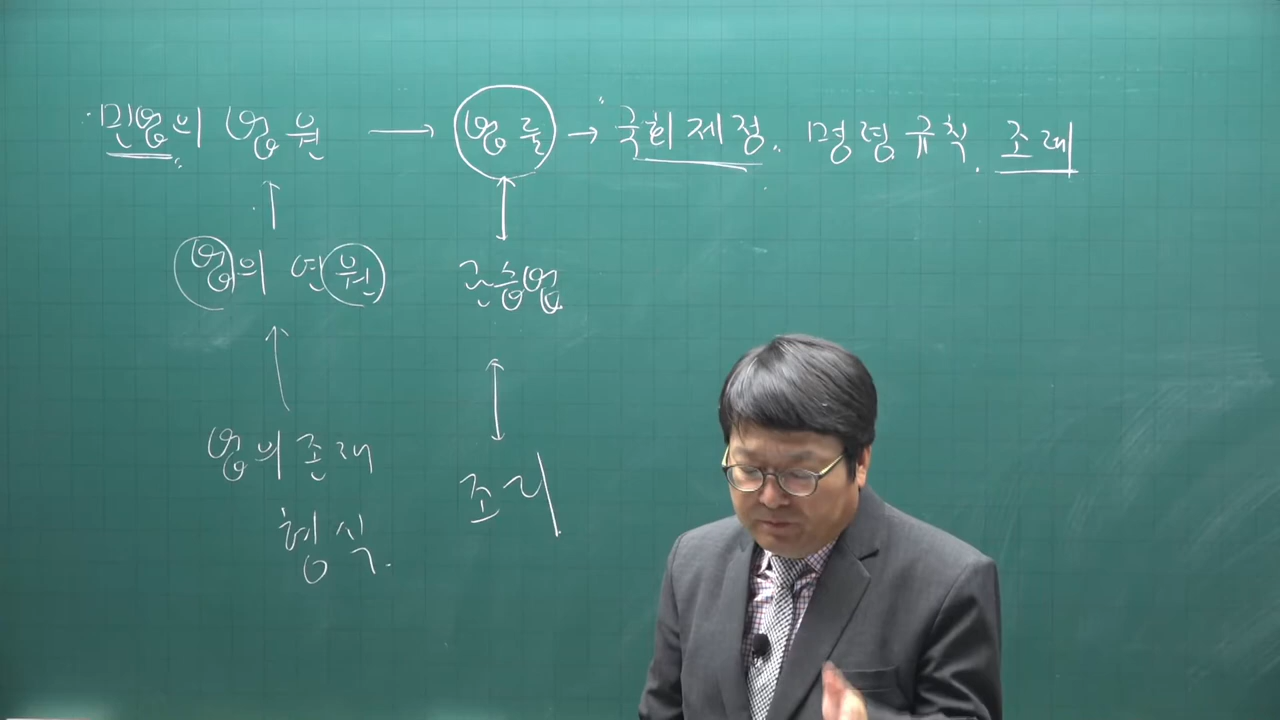 민법의 법원 → 법률 → 국회제정. 명령. 규칙. 조례
↑ ↕
법의 연원 관습법.
↑ ↕
법의 존재 조리.
형식.